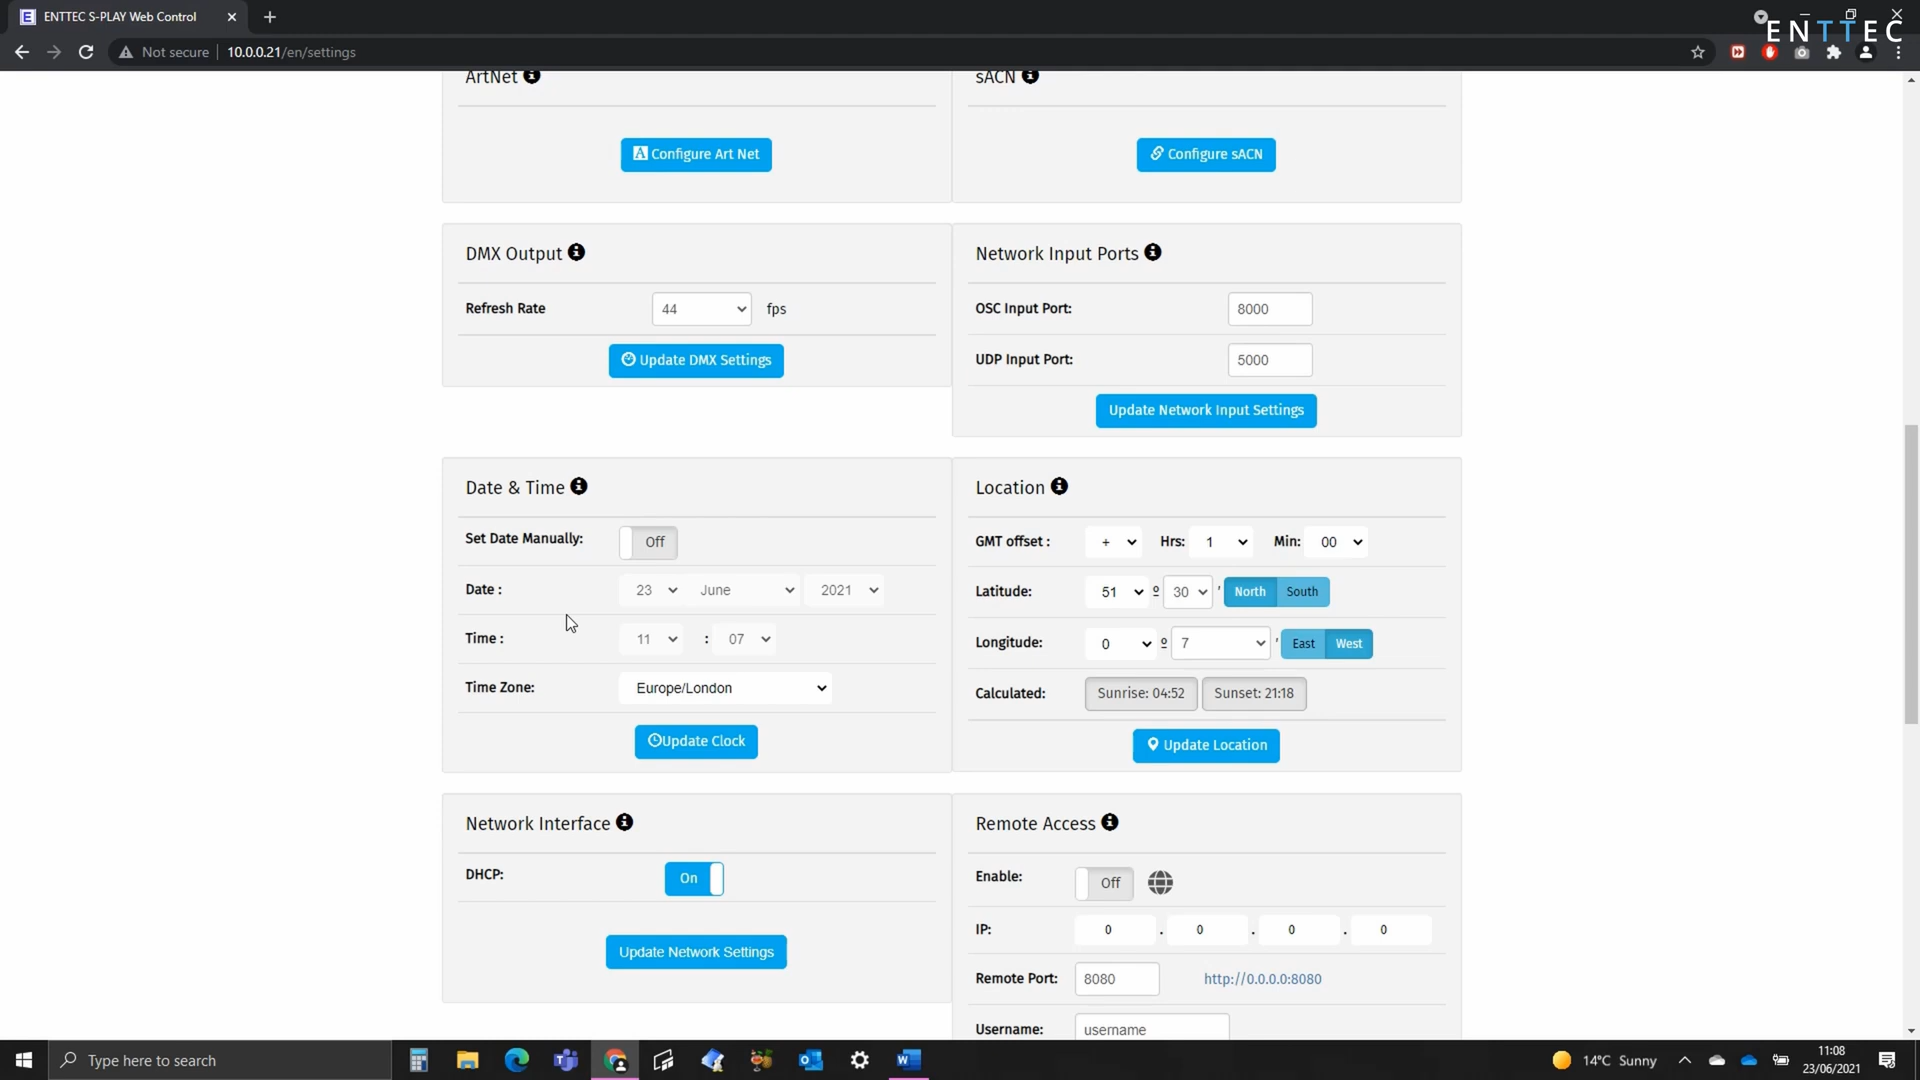 ENTTEC S-PLAY Web Control
ENTTEC
Not secure 10.0.0.21/en/settings
ArtNet
sACN
Configure Art Net
Configure sACN
DMX Output
Network Input Ports
Refresh Rate 44 fps
OSC Input Port: 8000
Update DMX Settings
UDP Input Port: 5000
Update Network Input Settings
Date & Time
Location
Set Date Manually: Off
GMT offset : + Hrs: 1 Min: 00
Date : 23 June 2021
Latitude: 51 º 30 ' North South
Time : 11 : 07
Longitude: 0 º 7 ' East West
Time Zone: Europe/London
Calculated: Sunrise: 04:52 Sunset: 21:18
Update Clock
Update Location
Network Interface
Remote Access
DHCP: On
Enable: Off
IP: 0 . 0 . 0 . 0
Update Network Settings
Remote Port: 8080 http://0.0.0.0:8080
Username: username
Type here to search
14°C Sunny
11:08
23/06/2021